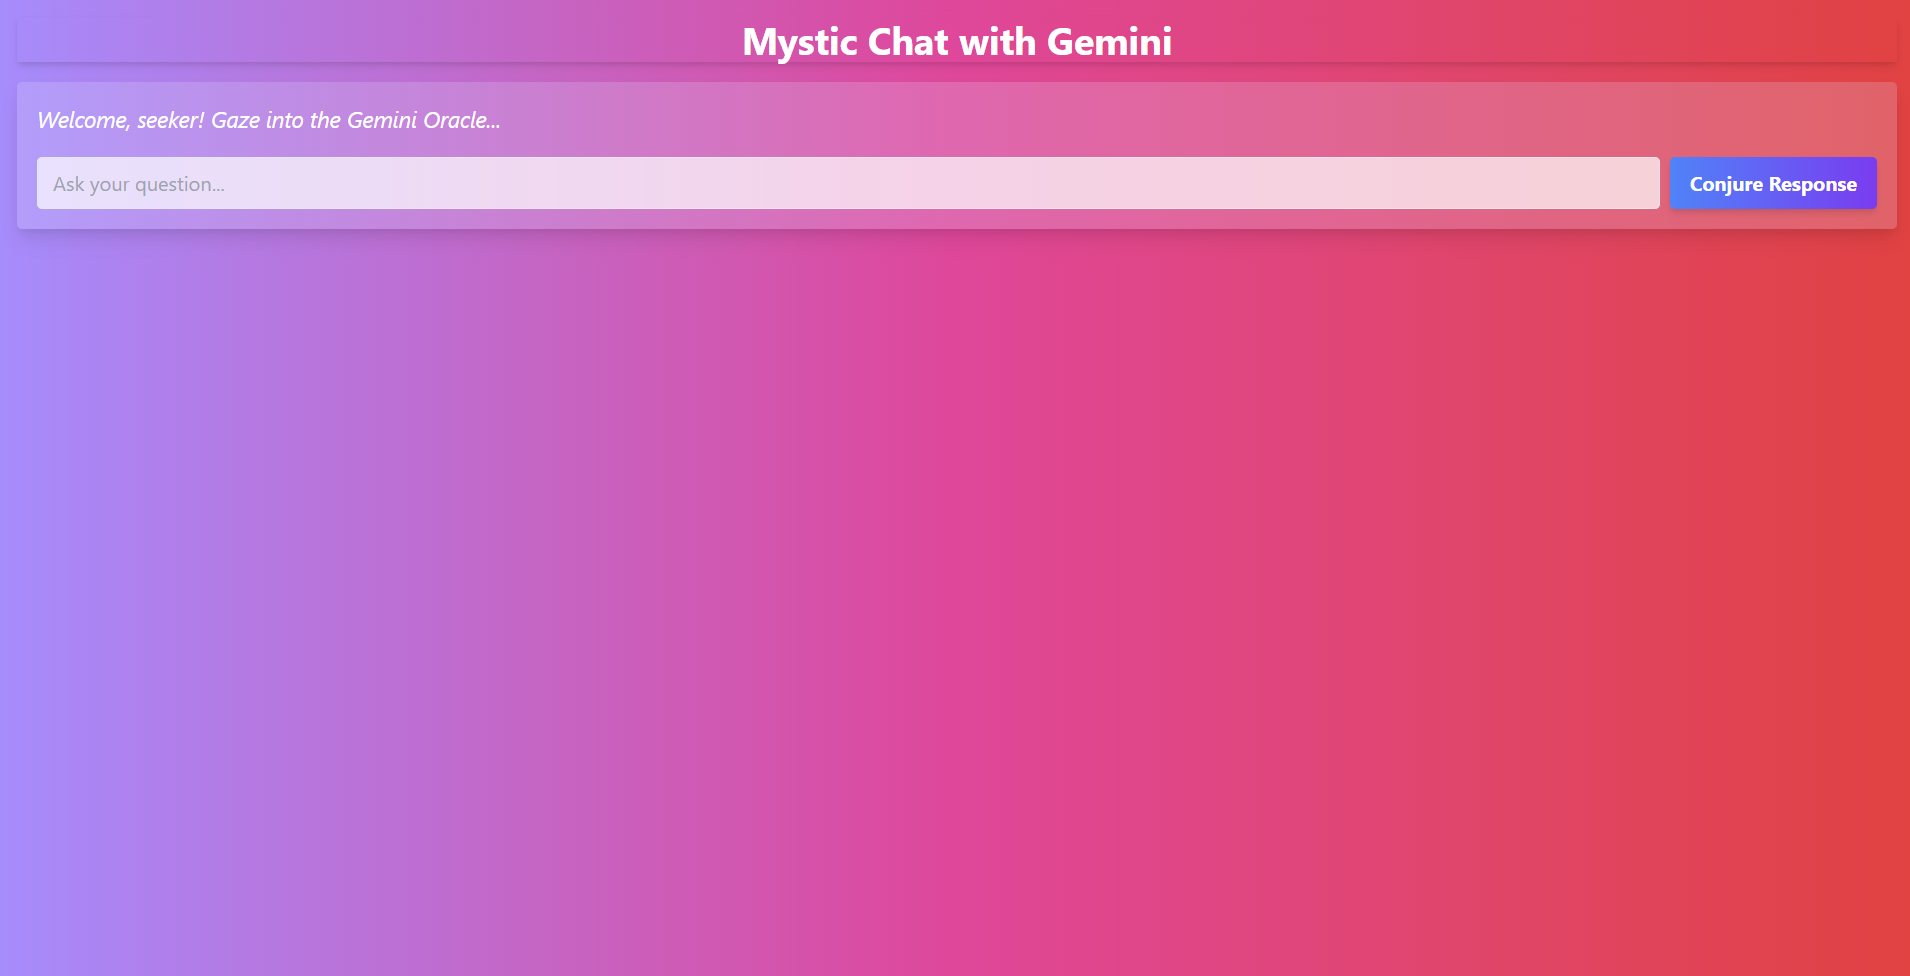 Mystic Chat with Gemini
Welcome, seeker! Gaze into the Gemini Oracle...
Ask your question...
Conjure Response